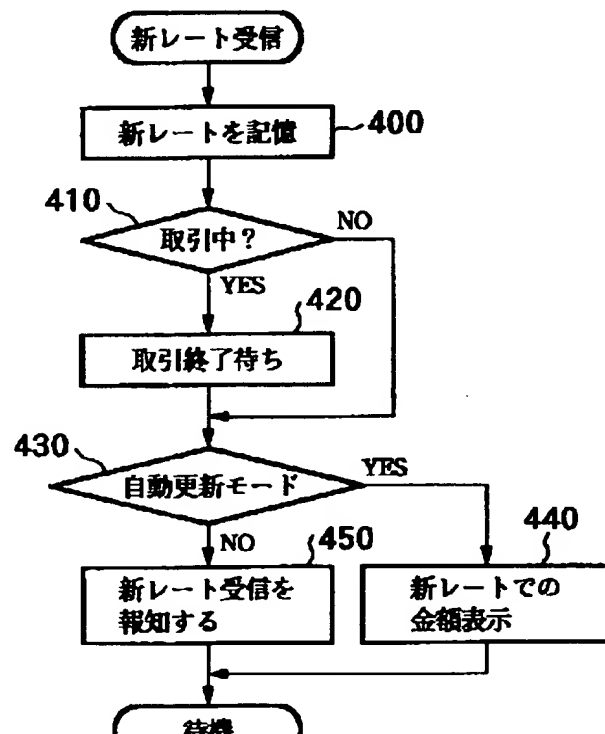 新レート受信
新レートを記憶
400
410
取引中?
NO
YES
420
取引終了待ち
430
自動更新モード
YES
NO
450
440
新レート受信を
報知する
新レートでの
金額表示
待機